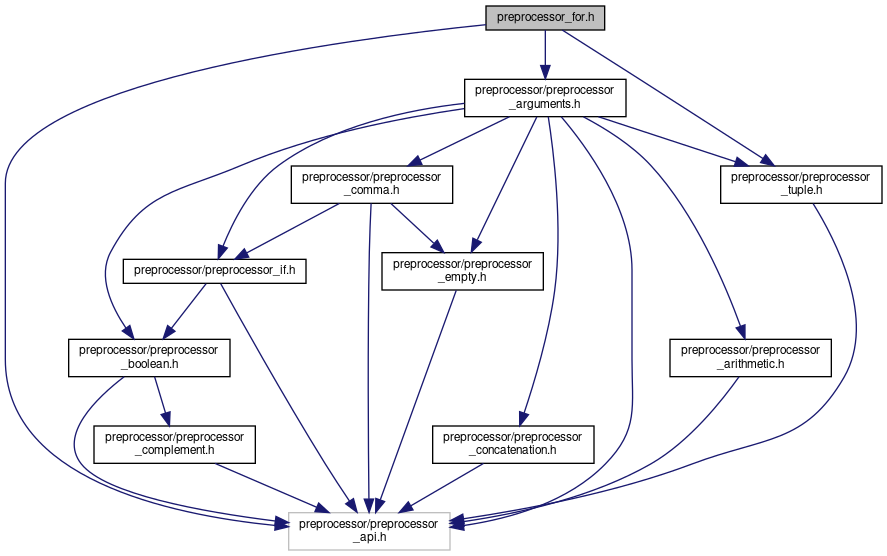 preprocessor_for.h
preprocessor/preprocessor
_arguments.h
preprocessor/preprocessor
_comma.h
preprocessor/preprocessor
_tuple.h
preprocessor/preprocessor_if.h
preprocessor/preprocessor
_empty.h
preprocessor/preprocessor
_boolean.h
preprocessor/preprocessor
_arithmetic.h
preprocessor/preprocessor
_complement.h
preprocessor/preprocessor
_concatenation.h
preprocessor/preprocessor
_api.h